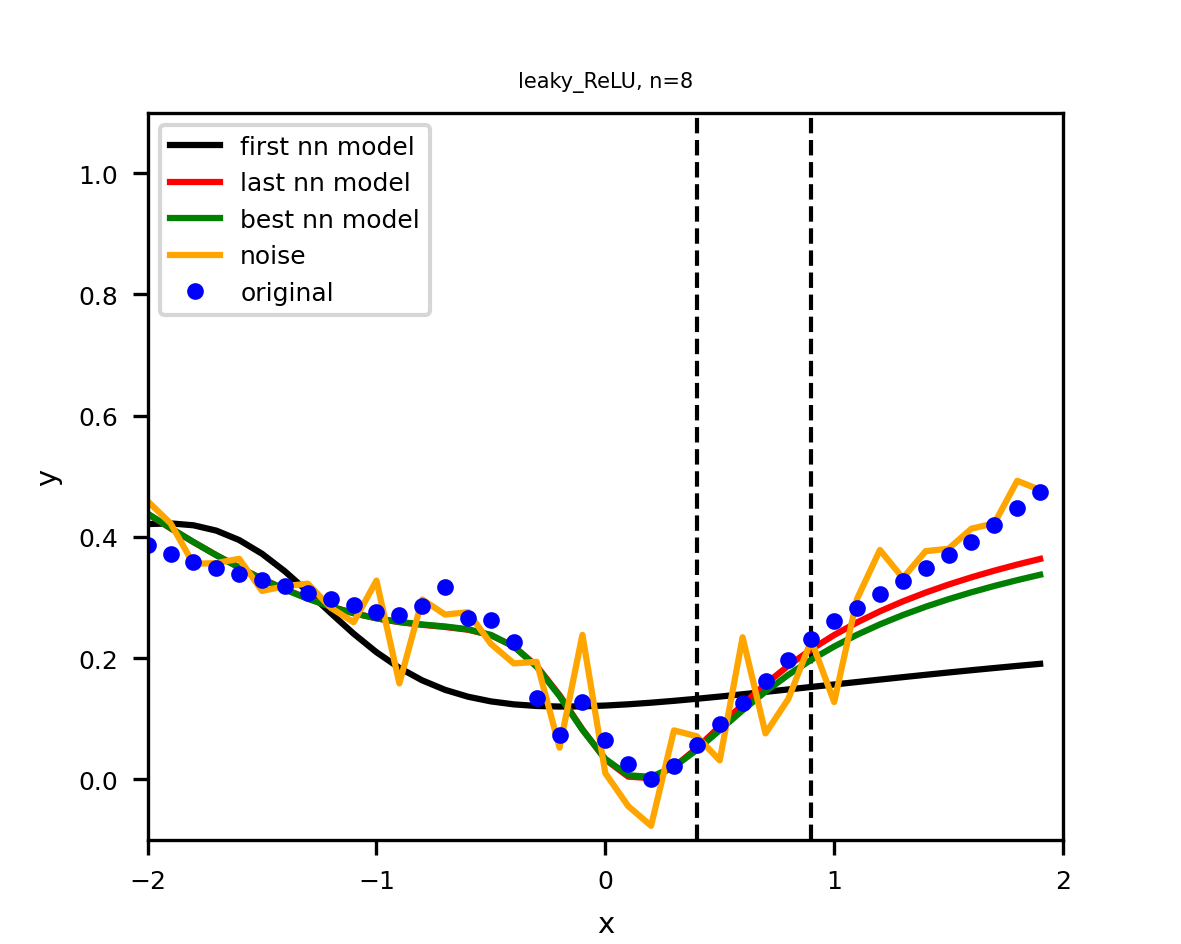 leaky_ReLU, n=8
first nn model
last nn model
best nn model
noise
original
1.0
0.8
0.6
0.4
0.2
0.0
y
−2 −1 0 1 2
x